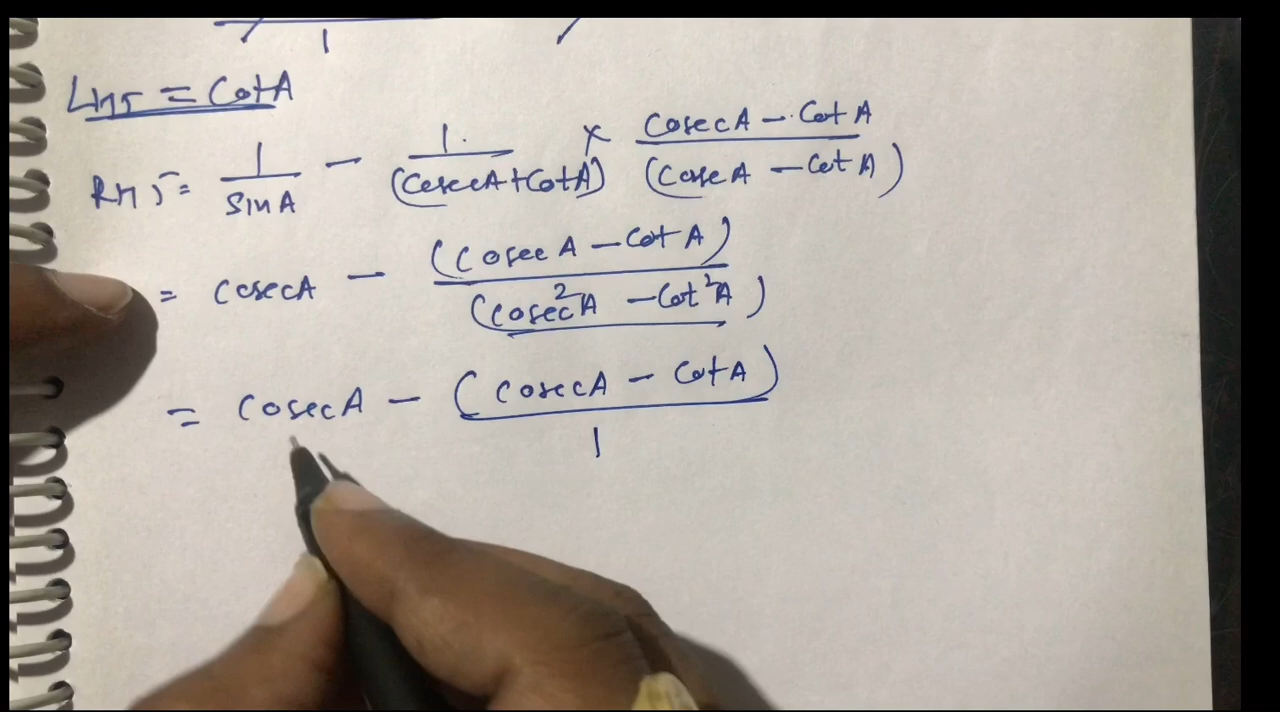 1
LHS = CotA
RHS = 1/SinA - 1/(CosecA+CotA) × CosecA - CotA/(CosecA - CotA)
= CosecA - (CosecA - CotA)/(Cosec²A - Cot²A)
= CosecA - (CosecA - CotA)/1